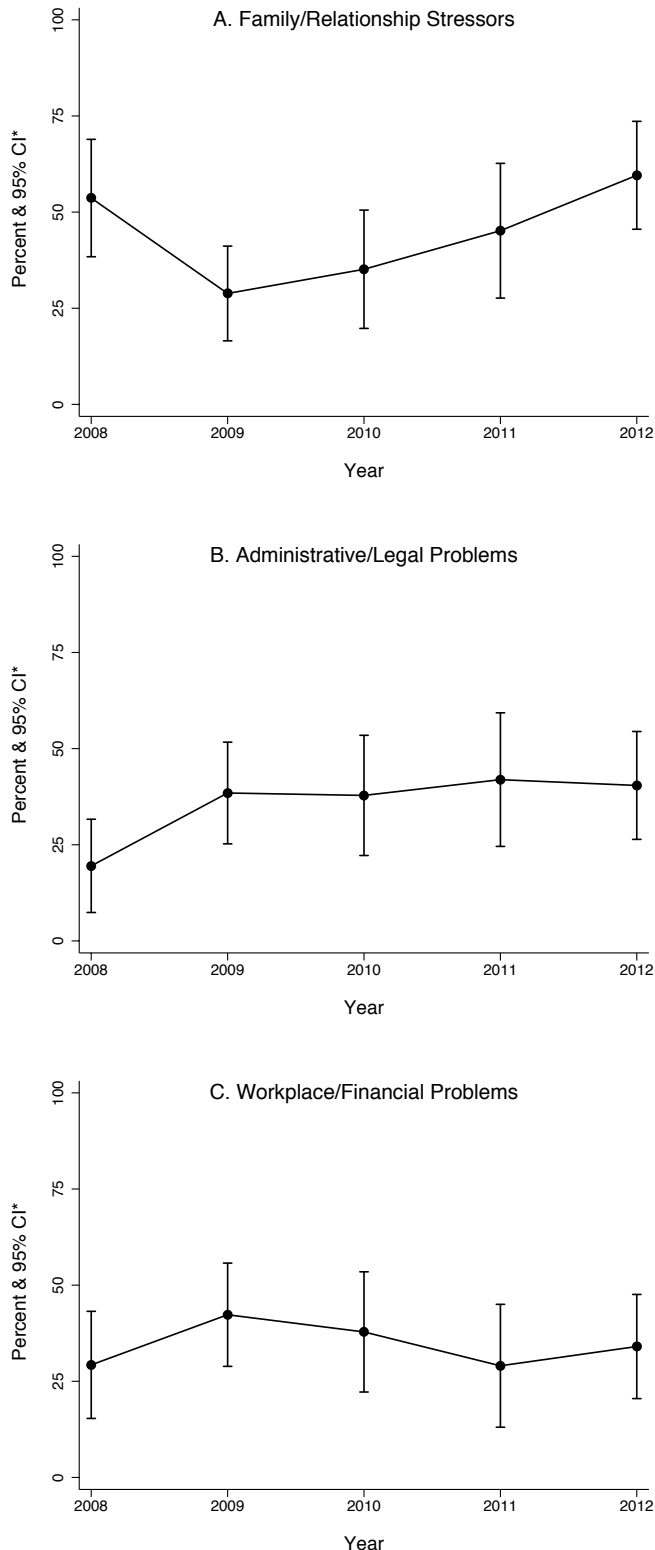 A. Family/Relationship Stressors
Percent & 95% CI*
100
75
50
25
0
2008 2009 2010 2011 2012
Year
B. Administrative/Legal Problems
Percent & 95% CI*
100
75
50
25
0
2008 2009 2010 2011 2012
Year
C. Workplace/Financial Problems
Percent & 95% CI*
100
75
50
25
0
2008 2009 2010 2011 2012
Year